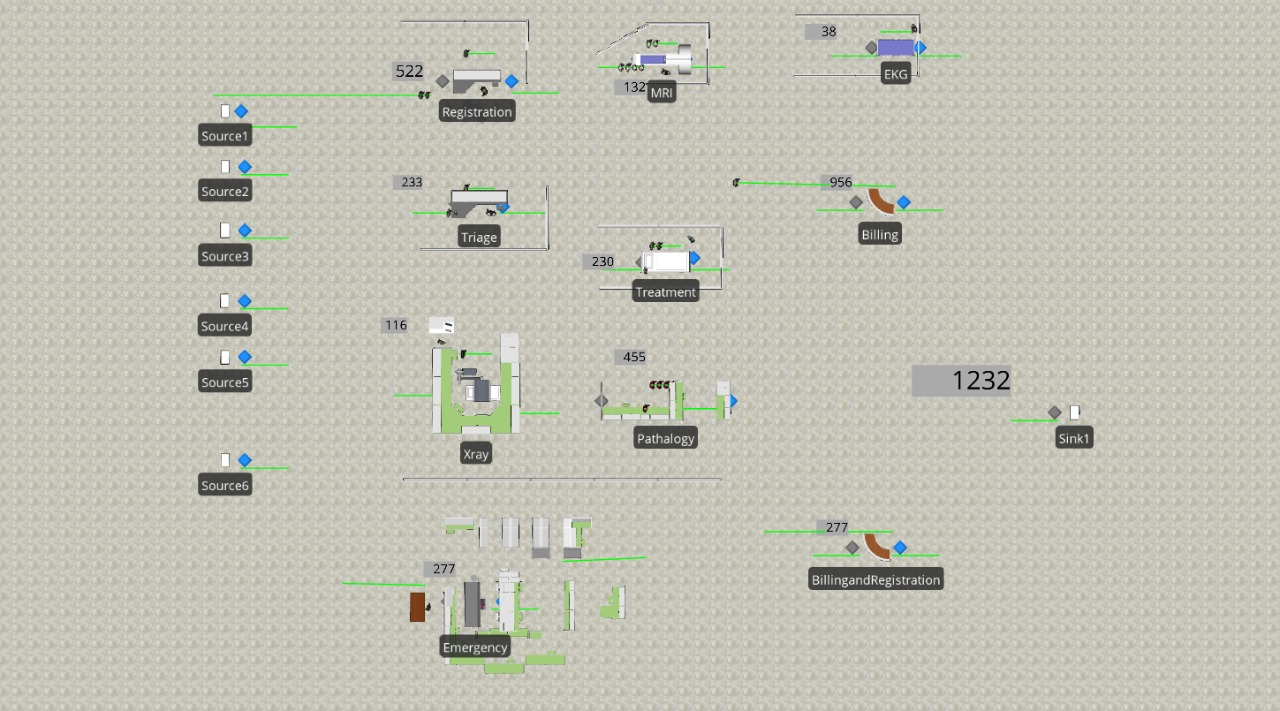 38
EKG
522
Registration
132
MRI
Source1
Source2
233
Triage
956
Billing
Source3
230
Treatment
Source4
116
Xray
Source5
455
Pathalogy
1232
Sink1
Source6
277
Emergency
277
BillingandRegistration